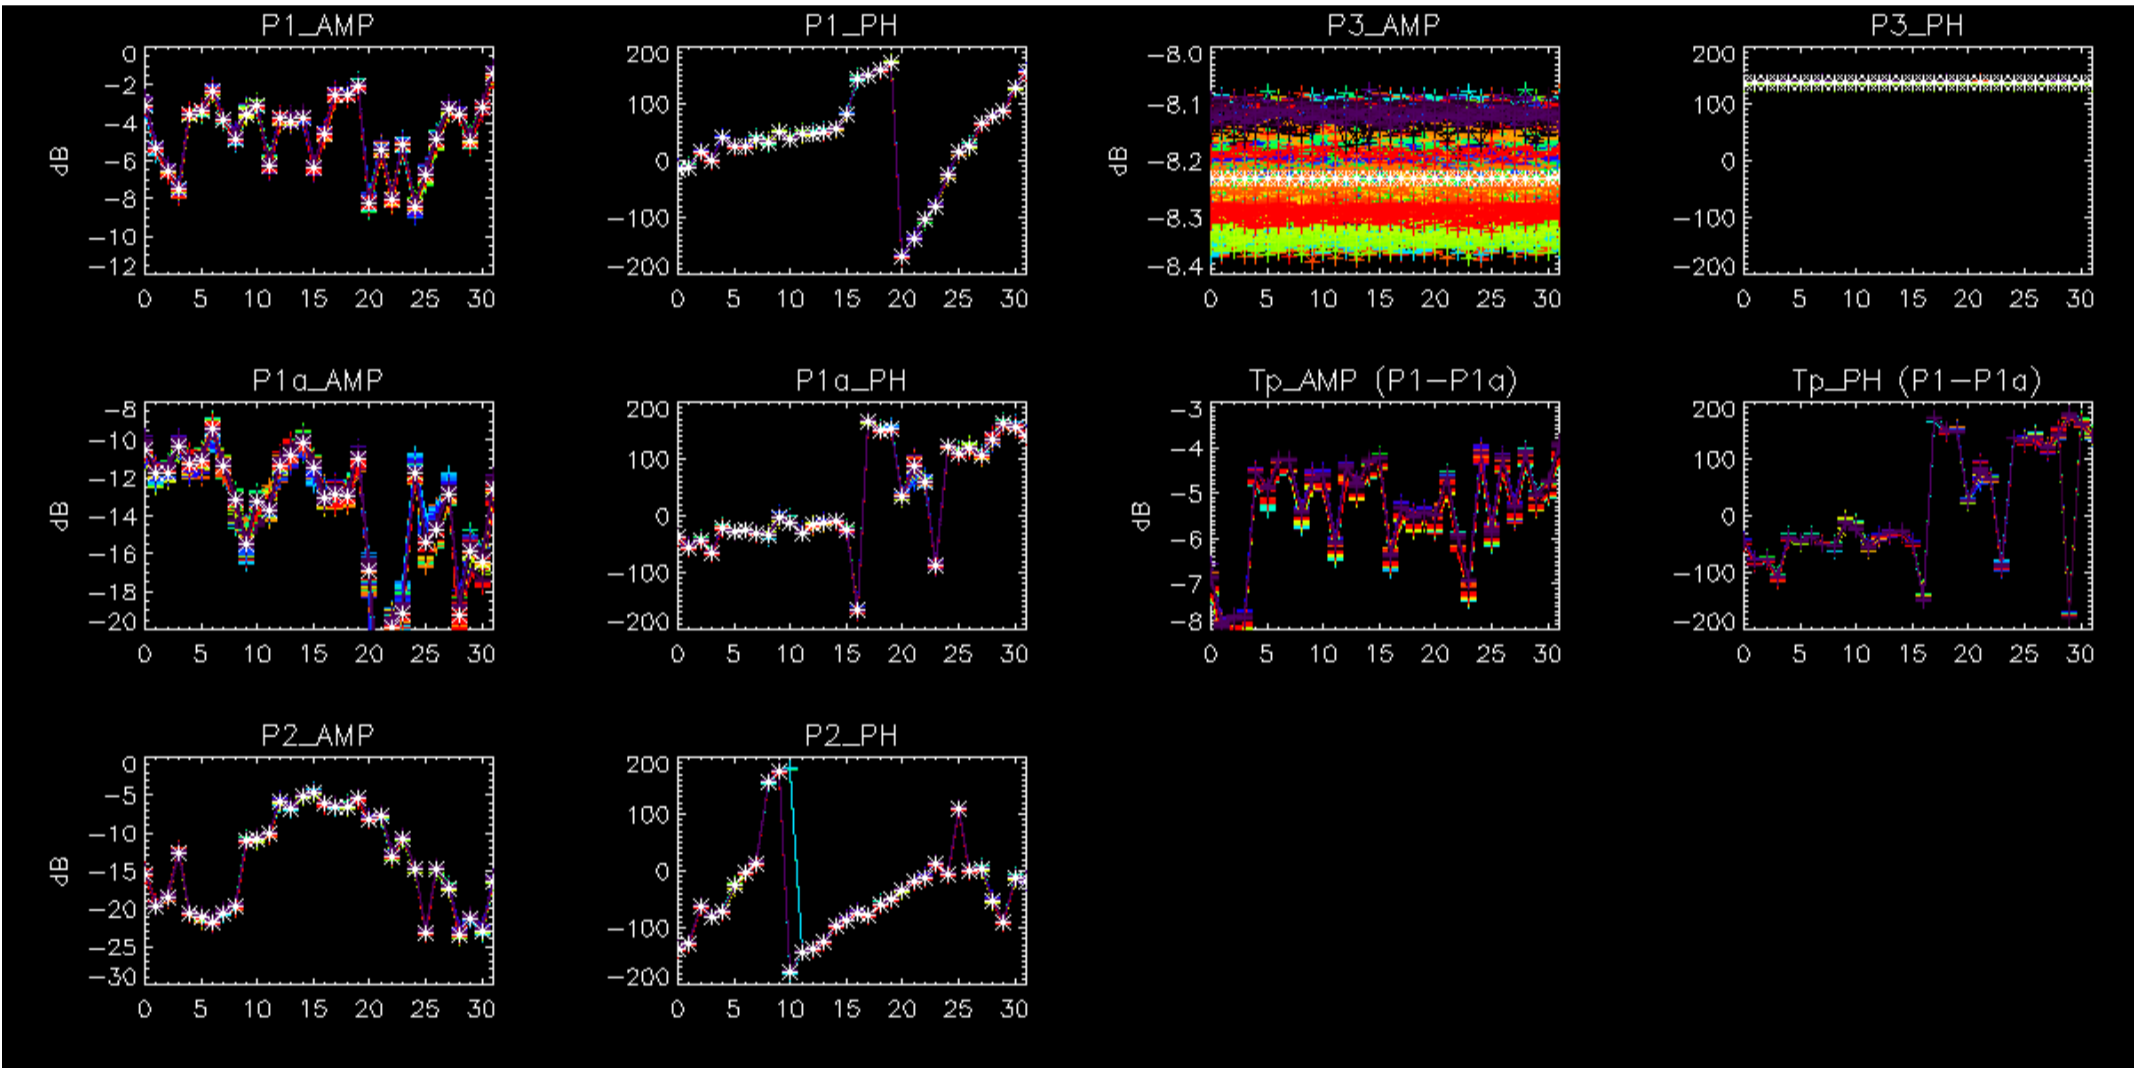 P1_AMP
0
−2
−4
−6
−8
−10
−12
dB
0 5 10 15 20 25 30
P1_PH
200
100
0
−100
−200
0 5 10 15 20 25 30
P3_AMP
−8.0
−8.1
−8.2
−8.3
−8.4
dB
0 5 10 15 20 25 30
P3_PH
200
100
0
−100
−200
0 5 10 15 20 25 30
P1a_AMP
−8
−10
−12
−14
−16
−18
−20
dB
0 5 10 15 20 25 30
P1a_PH
200
100
0
−100
−200
0 5 10 15 20 25 30
Tp_AMP (P1−P1a)
−3
−4
−5
−6
−7
−8
dB
0 5 10 15 20 25 30
Tp_PH (P1−P1a)
200
100
0
−100
−200
0 5 10 15 20 25 30
P2_AMP
0
−5
−10
−15
−20
−25
−30
dB
0 5 10 15 20 25 30
P2_PH
200
100
0
−100
−200
0 5 10 15 20 25 30